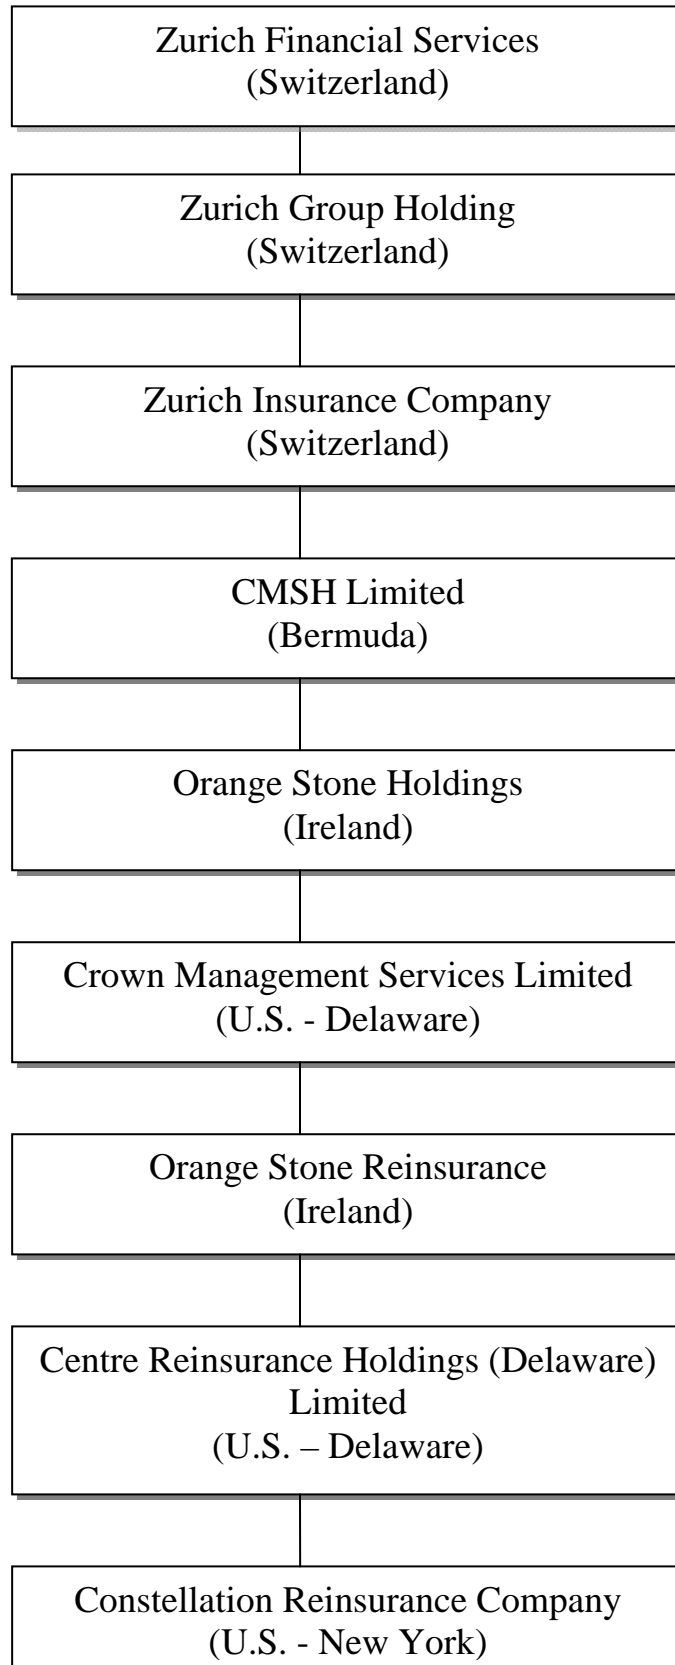 Zurich Financial Services
(Switzerland)
Zurich Group Holding
(Switzerland)
Zurich Insurance Company
(Switzerland)
CMSH Limited
(Bermuda)
Orange Stone Holdings
(Ireland)
Crown Management Services Limited
(U.S. - Delaware)
Orange Stone Reinsurance
(Ireland)
Centre Reinsurance Holdings (Delaware)
Limited
(U.S. – Delaware)
Constellation Reinsurance Company
(U.S. - New York)